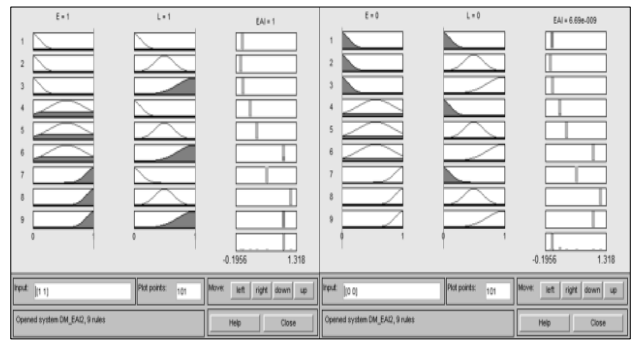 E = 1 L = 1 EAI = 1
1
2
3
4
5
6
7
8
9
0 1 0 1
-0.1956 1.318
Input: [1 1] Plot points: 101 Move: left right down up
Opened system DM_EAI2, 9 rules Help Close
E = 0 L = 0 EAI = 6.69e-009
1
2
3
4
5
6
7
8
9
0 1 0 1
-0.1956 1.318
Input: [0 0] Plot points: 101 Move: left right down up
Opened system DM_EAI2, 9 rules Help Close